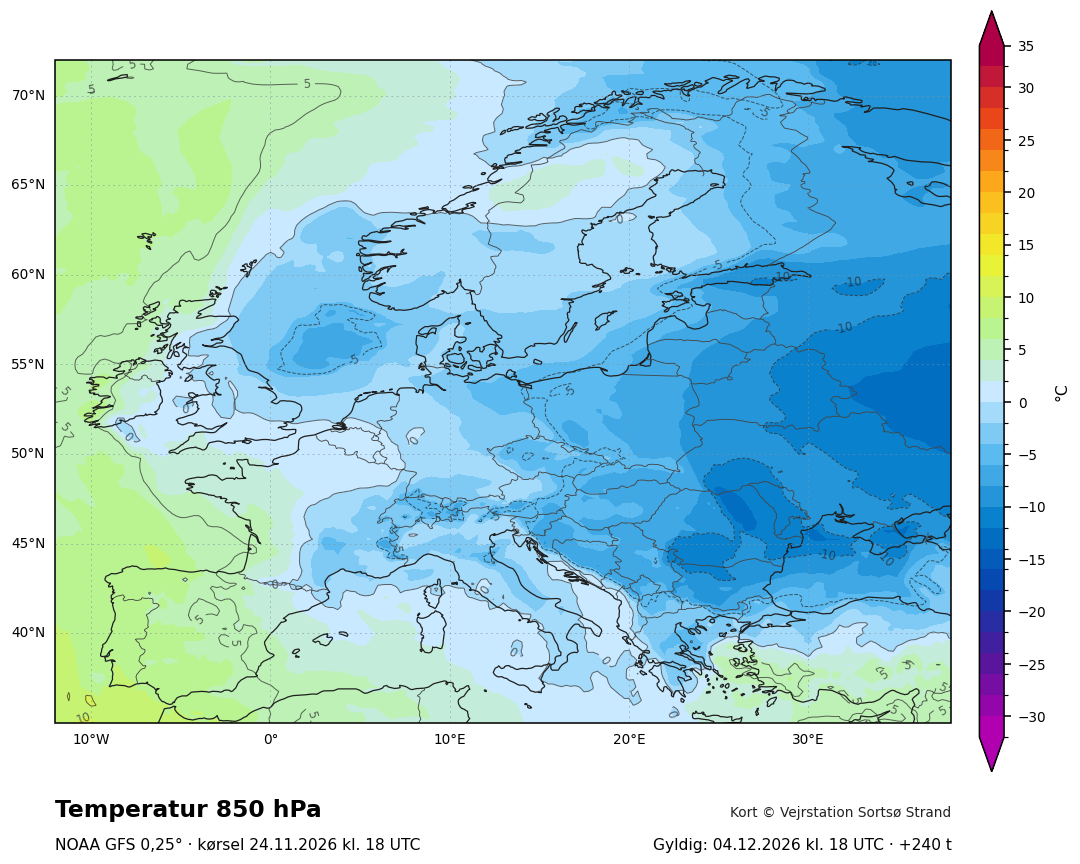 70°N
65°N
60°N
55°N
50°N
45°N
40°N
10°W
0°
10°E
20°E
30°E
35
30
25
20
15
10
5
0
−5
−10
−15
−20
−25
−30
°C
Temperatur 850 hPa
Kort © Vejrstation Sortsø Strand
NOAA GFS 0,25° · kørsel 24.11.2026 kl. 18 UTC
Gyldig: 04.12.2026 kl. 18 UTC · +240 t